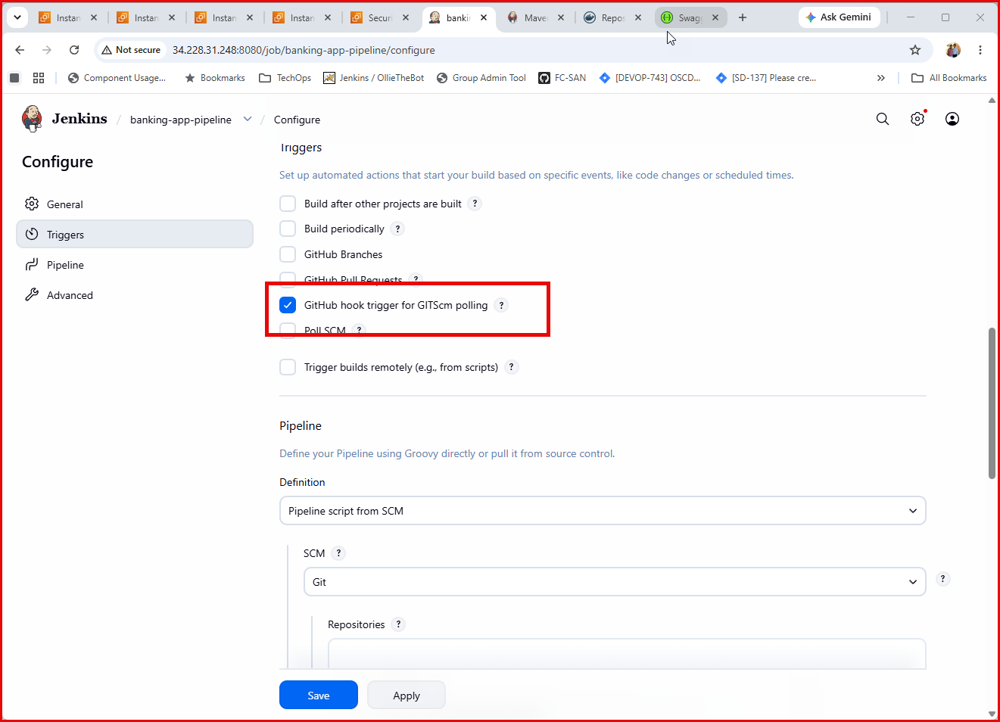 Instan
Instan
Instan
Instan
Securi
bankin
Maven
Repos
Swagg
Ask Gemini
Not secure
34.228.31.248:8080/job/banking-app-pipeline/configure
Component Usage...
Bookmarks
TechOps
Jenkins / OllieTheBot
Group Admin Tool
FC-SAN
[DEVOP-743] OSCD...
[SD-137] Please cre...
All Bookmarks
Jenkins / banking-app-pipeline / Configure
Configure
General
Triggers
Pipeline
Advanced
Triggers
Set up automated actions that start your build based on specific events, like code changes or scheduled times.
Build after other projects are built ?
Build periodically ?
GitHub Branches
GitHub Pull Requests ?
GitHub hook trigger for GITScm polling ?
Poll SCM ?
Trigger builds remotely (e.g., from scripts) ?
Pipeline
Define your Pipeline using Groovy directly or pull it from source control.
Definition
Pipeline script from SCM
SCM ?
Git
?
Repositories ?
Save
Apply